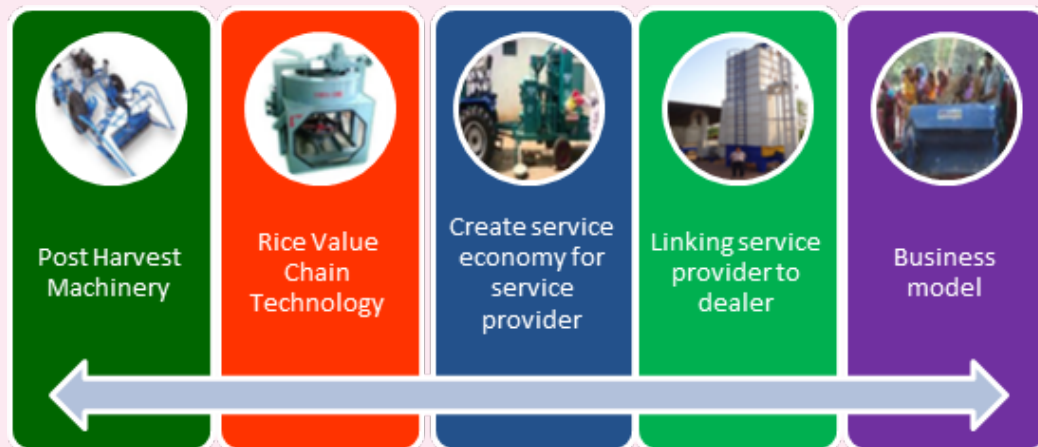 Post Harvest
Machinery
Rice Value
Chain
Technology
Create service
economy for
service
provider
Linking service
provider to
dealer
Business
model